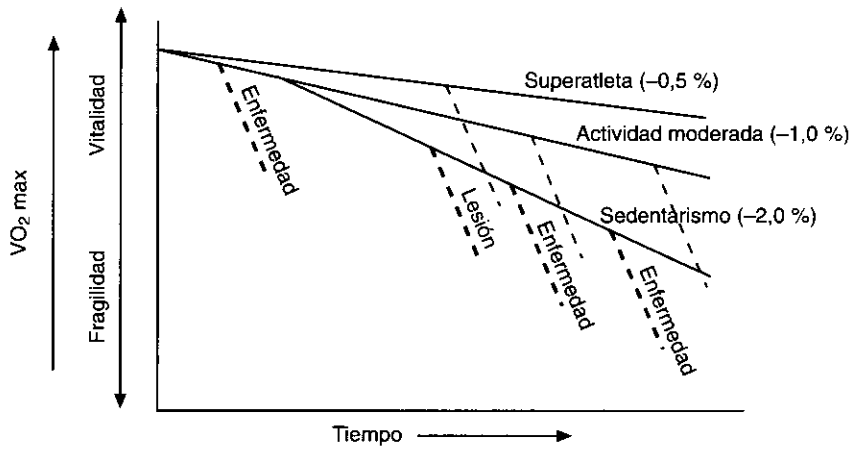 VO₂ max
Vitalidad
Fragilidad
Superatleta (–0,5 %)
Actividad moderada (–1,0 %)
Sedentarismo (–2,0 %)
Enfermedad
Lesión
Enfermedad
Enfermedad
Tiempo